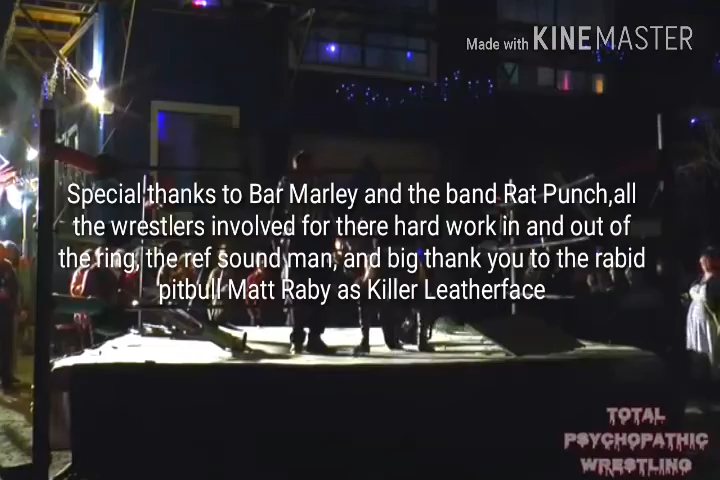 Made with KINEMASTER
Special thanks to Bar Marley and the band Rat Punch,all
the wrestlers involved for there hard work in and out of
the ring, the ref sound man, and big thank you to the rabid
pitbull Matt Raby as Killer Leatherface
TOTAL
PSYCHOPATHIC
WRESTLING